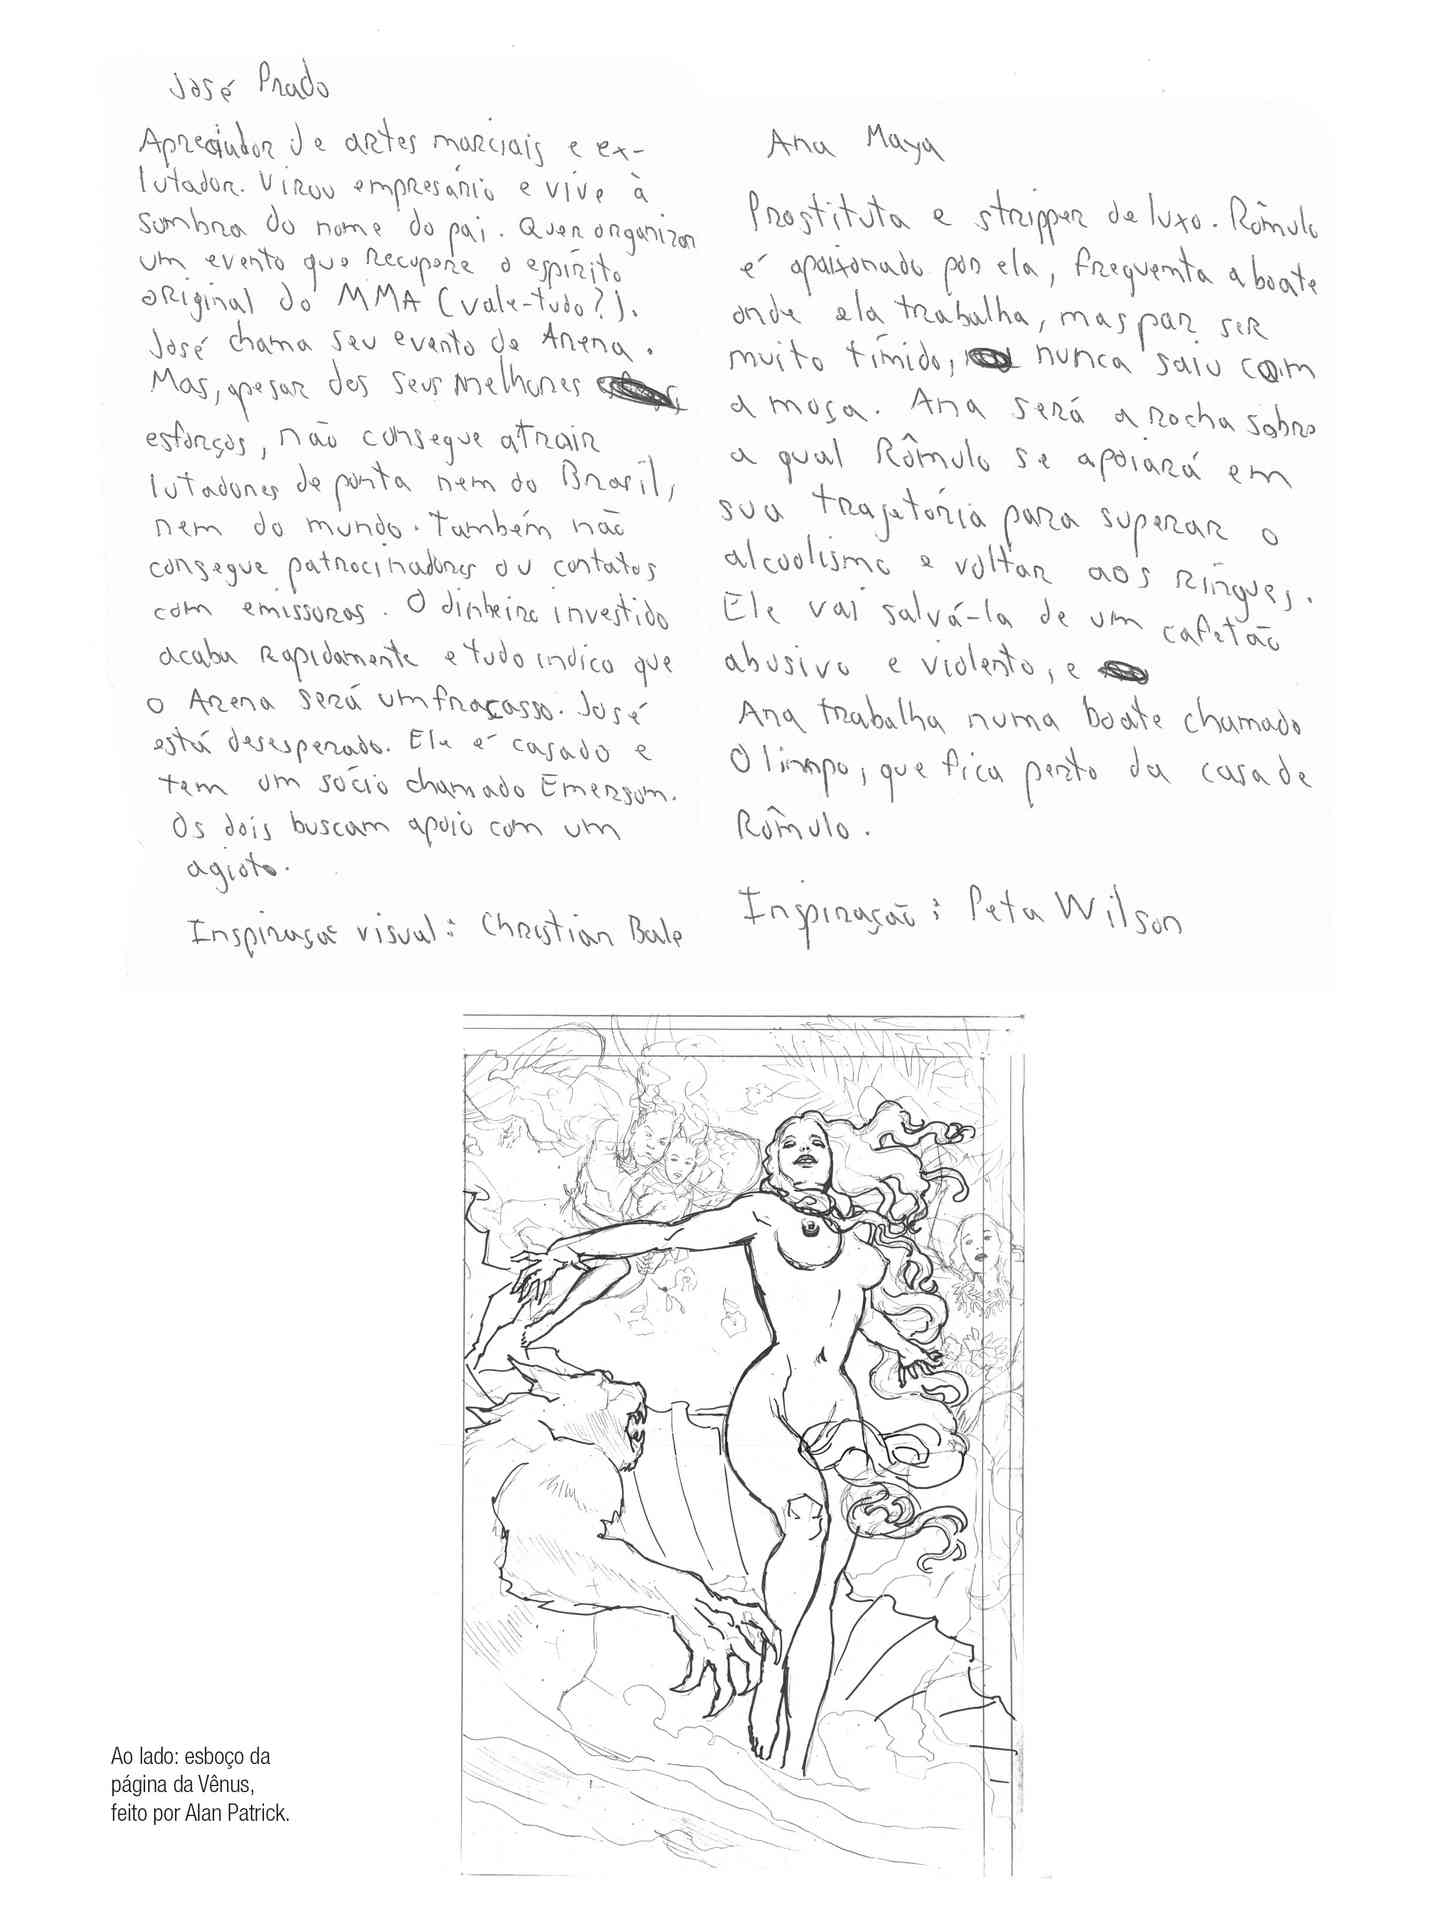 José Prado
Apreciador de artes marciais e ex-
lutador. Virou empresário e vive à
sombra do nome do pai. Quer organizar
um evento que recupere o espírito
original do MMA (vale-tudo?).
José chama seu evento de Arena.
Mas, apesar dos seus melhores
esforços, não consegue atrair
lutadores de ponta nem do Brasil,
nem do mundo. Também não
consegue patrocinadores ou contatos
com emissoras. O dinheiro investido
acaba rapidamente e tudo indica que
o Arena será um fracasso. José
está desesperado. Ele é casado e
tem um sócio chamado Emerson.
Os dois buscam apoio com um
agiota.
Inspiração visual: Christian Bale
Ana Maya
Prostituta e stripper de luxo. Rômulo
é apaixonado por ela, frequenta a boate
onde ela trabalha, mas por ser
muito tímido, nunca saiu com
a moça. Ana será a rocha sobre
a qual Rômulo se apoiará em
sua trajetória para superar o
alcoolismo e voltar aos ringues.
Ele vai salvá-la de um cafetão
abusivo e violento, e
Ana trabalha numa boate chamada
Olimpo, que fica perto da casa de
Rômulo.
Inspiração: Peta Wilson
Ao lado: esboço da
página da Vênus,
feito por Alan Patrick.